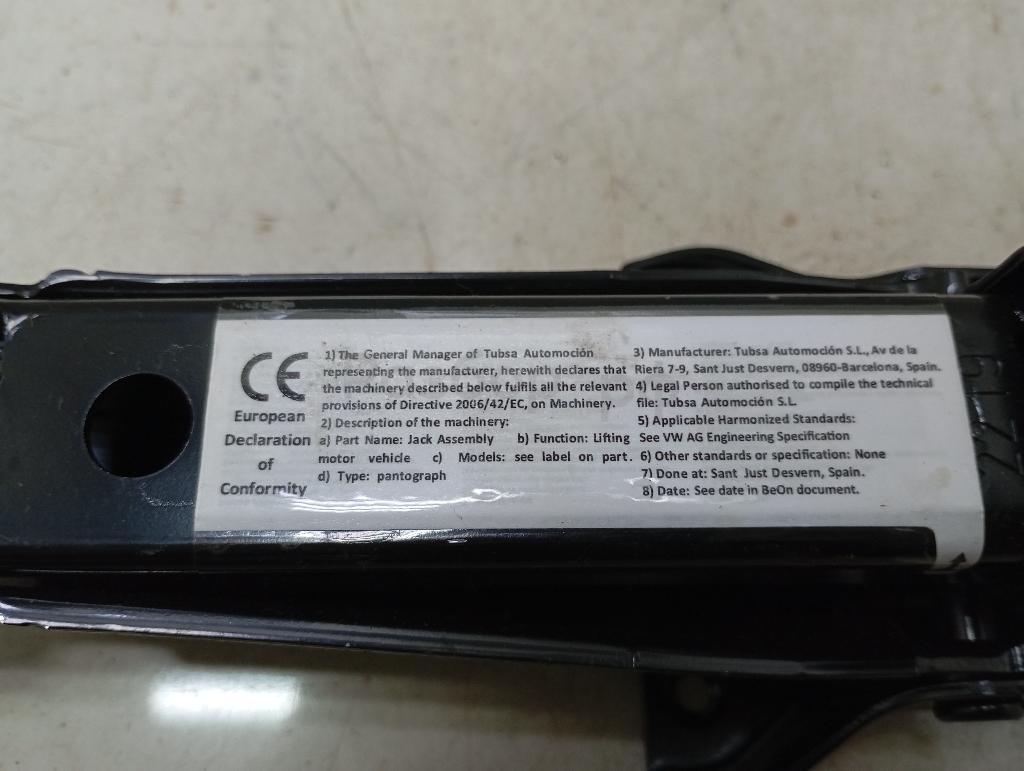 CE
European
Declaration
of
Conformity
1) The General Manager of Tubsa Automoción
representing the manufacturer, herewith declares that
the machinery described below fulfils all the relevant
provisions of Directive 2006/42/EC, on Machinery.
2) Description of the machinery:
a) Part Name: Jack Assembly b) Function: Lifting
motor vehicle c) Models: see label on part.
d) Type: pantograph
3) Manufacturer: Tubsa Automoción S.L., Av de la
Riera 7-9, Sant Just Desvern, 08960-Barcelona, Spain.
4) Legal Person authorised to compile the technical
file: Tubsa Automoción S.L.
5) Applicable Harmonized Standards:
See VW AG Engineering Specification
6) Other standards or specification: None
7) Done at: Sant Just Desvern, Spain.
8) Date: See date in BeOn document.